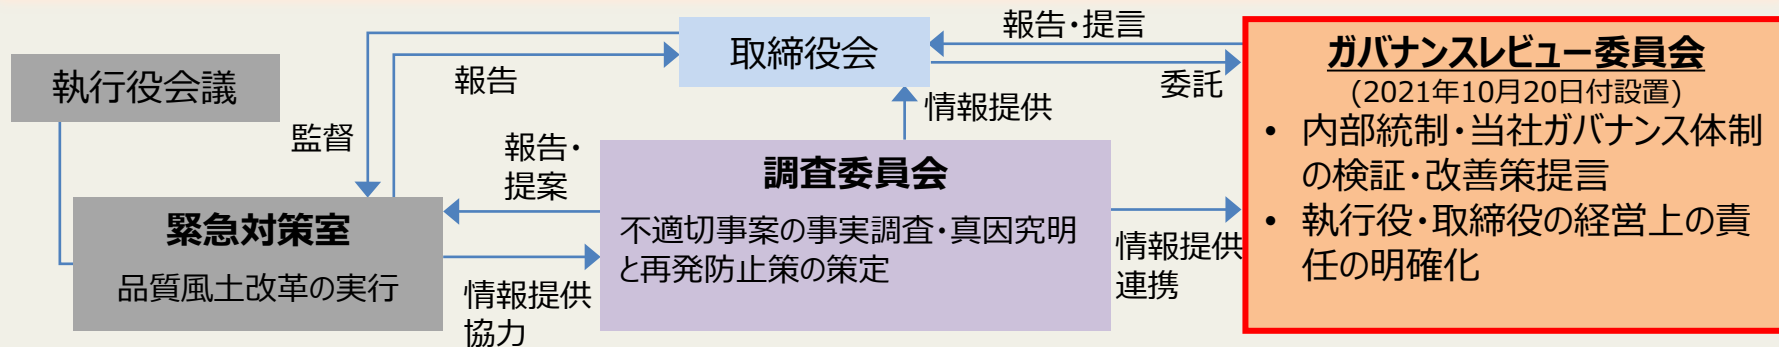 執行役会議
監督
報告
取締役会
報告・提言
委託
情報提供
緊急対策室
品質風土改革の実行
報告・
提案
情報提供
協力
調査委員会
不適切事案の事実調査・真因究明
と再発防止策の策定
情報提供
連携
ガバナンスレビュー委員会
(2021年10月20日付設置)
• 内部統制・当社ガバナンス体制
の検証・改善策提言
• 執行役・取締役の経営上の責
任の明確化